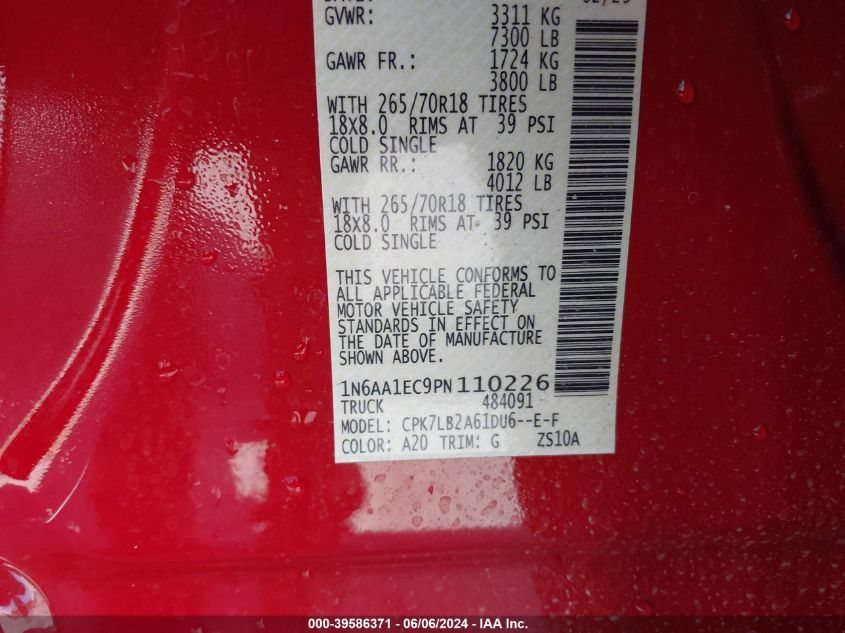 GVWR: 3311 KG
7300 LB
GAWR FR.: 1724 KG
3800 LB
WITH 265/70R18 TIRES
18X8.0 RIMS AT 39 PSI
COLD SINGLE
GAWR RR.: 1820 KG
4012 LB
WITH 265/70R18 TIRES
18X8.0 RIMS AT 39 PSI
COLD SINGLE
THIS VEHICLE CONFORMS TO
ALL APPLICABLE FEDERAL
MOTOR VEHICLE SAFETY
STANDARDS IN EFFECT ON
THE DATE OF MANUFACTURE
SHOWN ABOVE.
1N6AA1EC9PN110226
TRUCK 484091
MODEL: CPK7LB2A61DU6--E-F
COLOR: A20 TRIM: G ZS10A
000-39586371 - 06/06/2024 - IAA Inc.